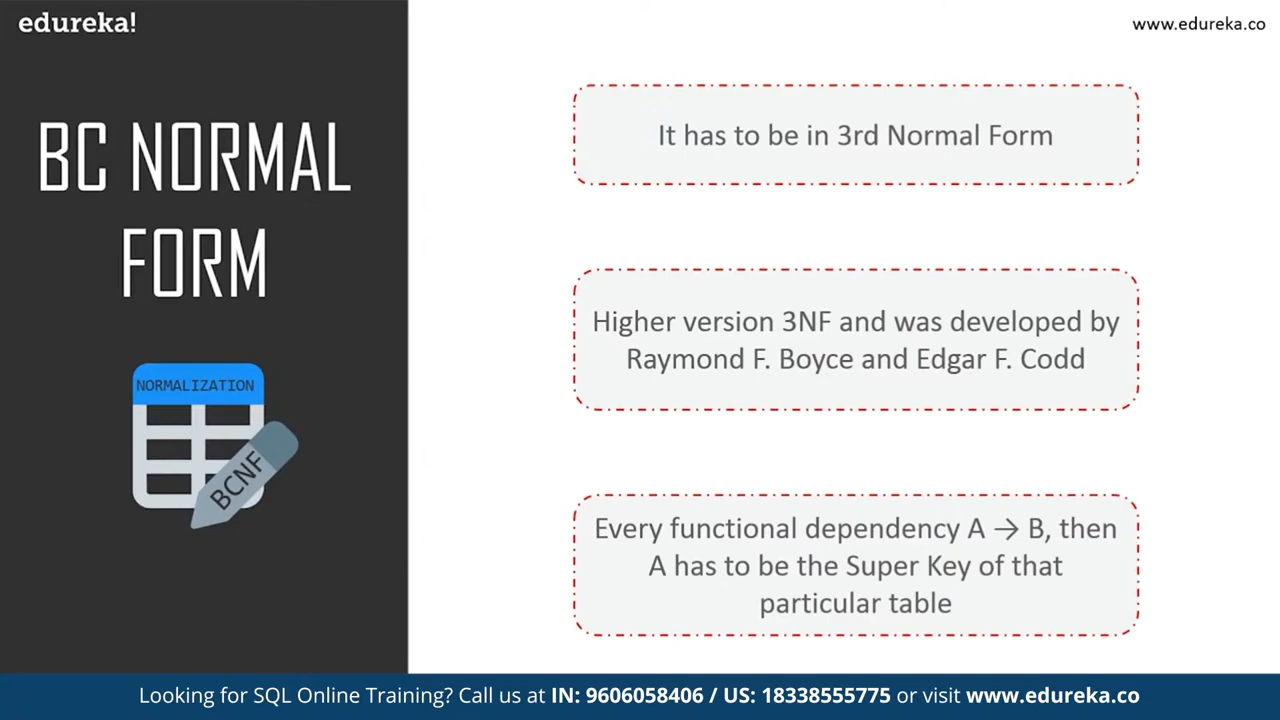 edureka!
www.edureka.co
BC NORMAL
FORM
NORMALIZATION
BCNF
It has to be in 3rd Normal Form
Higher version 3NF and was developed by
Raymond F. Boyce and Edgar F. Codd
Every functional dependency A → B, then
A has to be the Super Key of that
particular table
Looking for SQL Online Training? Call us at IN: 9606058406 / US: 18338555775 or visit www.edureka.co